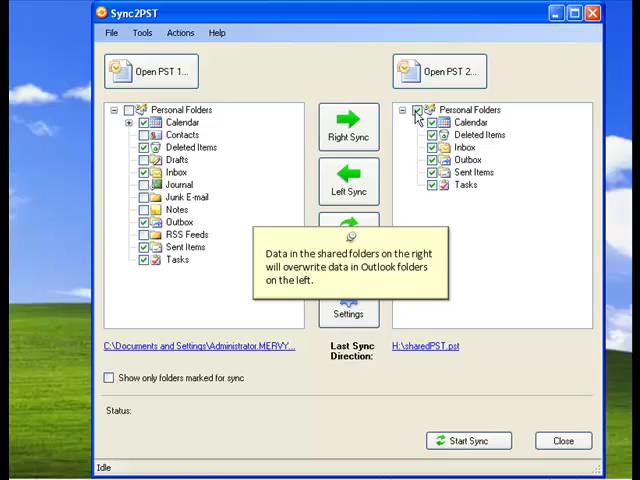 Sync2PST
File Tools Actions Help
Open PST 1...
Open PST 2...
Personal Folders
Calendar
Contacts
Deleted Items
Drafts
Inbox
Journal
Junk E-mail
Notes
Outbox
RSS Feeds
Sent Items
Tasks
Right Sync
Left Sync
Data in the shared folders on the right
will overwrite data in Outlook folders
on the left.
Settings
Personal Folders
Calendar
Deleted Items
Inbox
Outbox
Sent Items
Tasks
C:\Documents and Settings\Administrator.MERVY...
Last Sync
Direction:
H:\sharedPST.pst
Show only folders marked for sync
Status:
Start Sync
Close
Idle